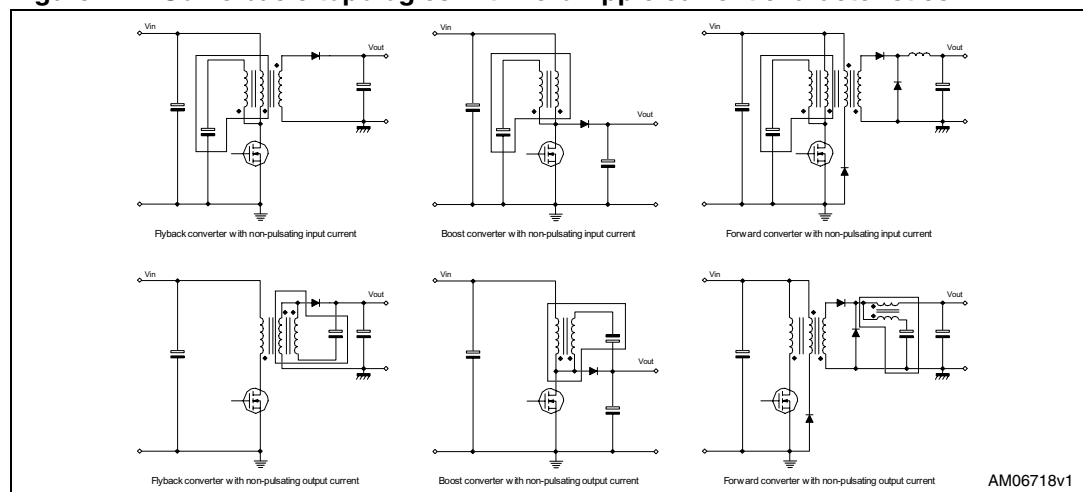 Vin
Vout
Vin
Vout
Vin
Vout
Flyback converter with non-pulsating input current
Boost converter with non-pulsating input current
Forward converter with non-pulsating input current
Vin
Vout
Vin
Vout
Vin
Vout
Flyback converter with non-pulsating output current
Boost converter with non-pulsating output current
Forward converter with non-pulsating output current
AM06718v1